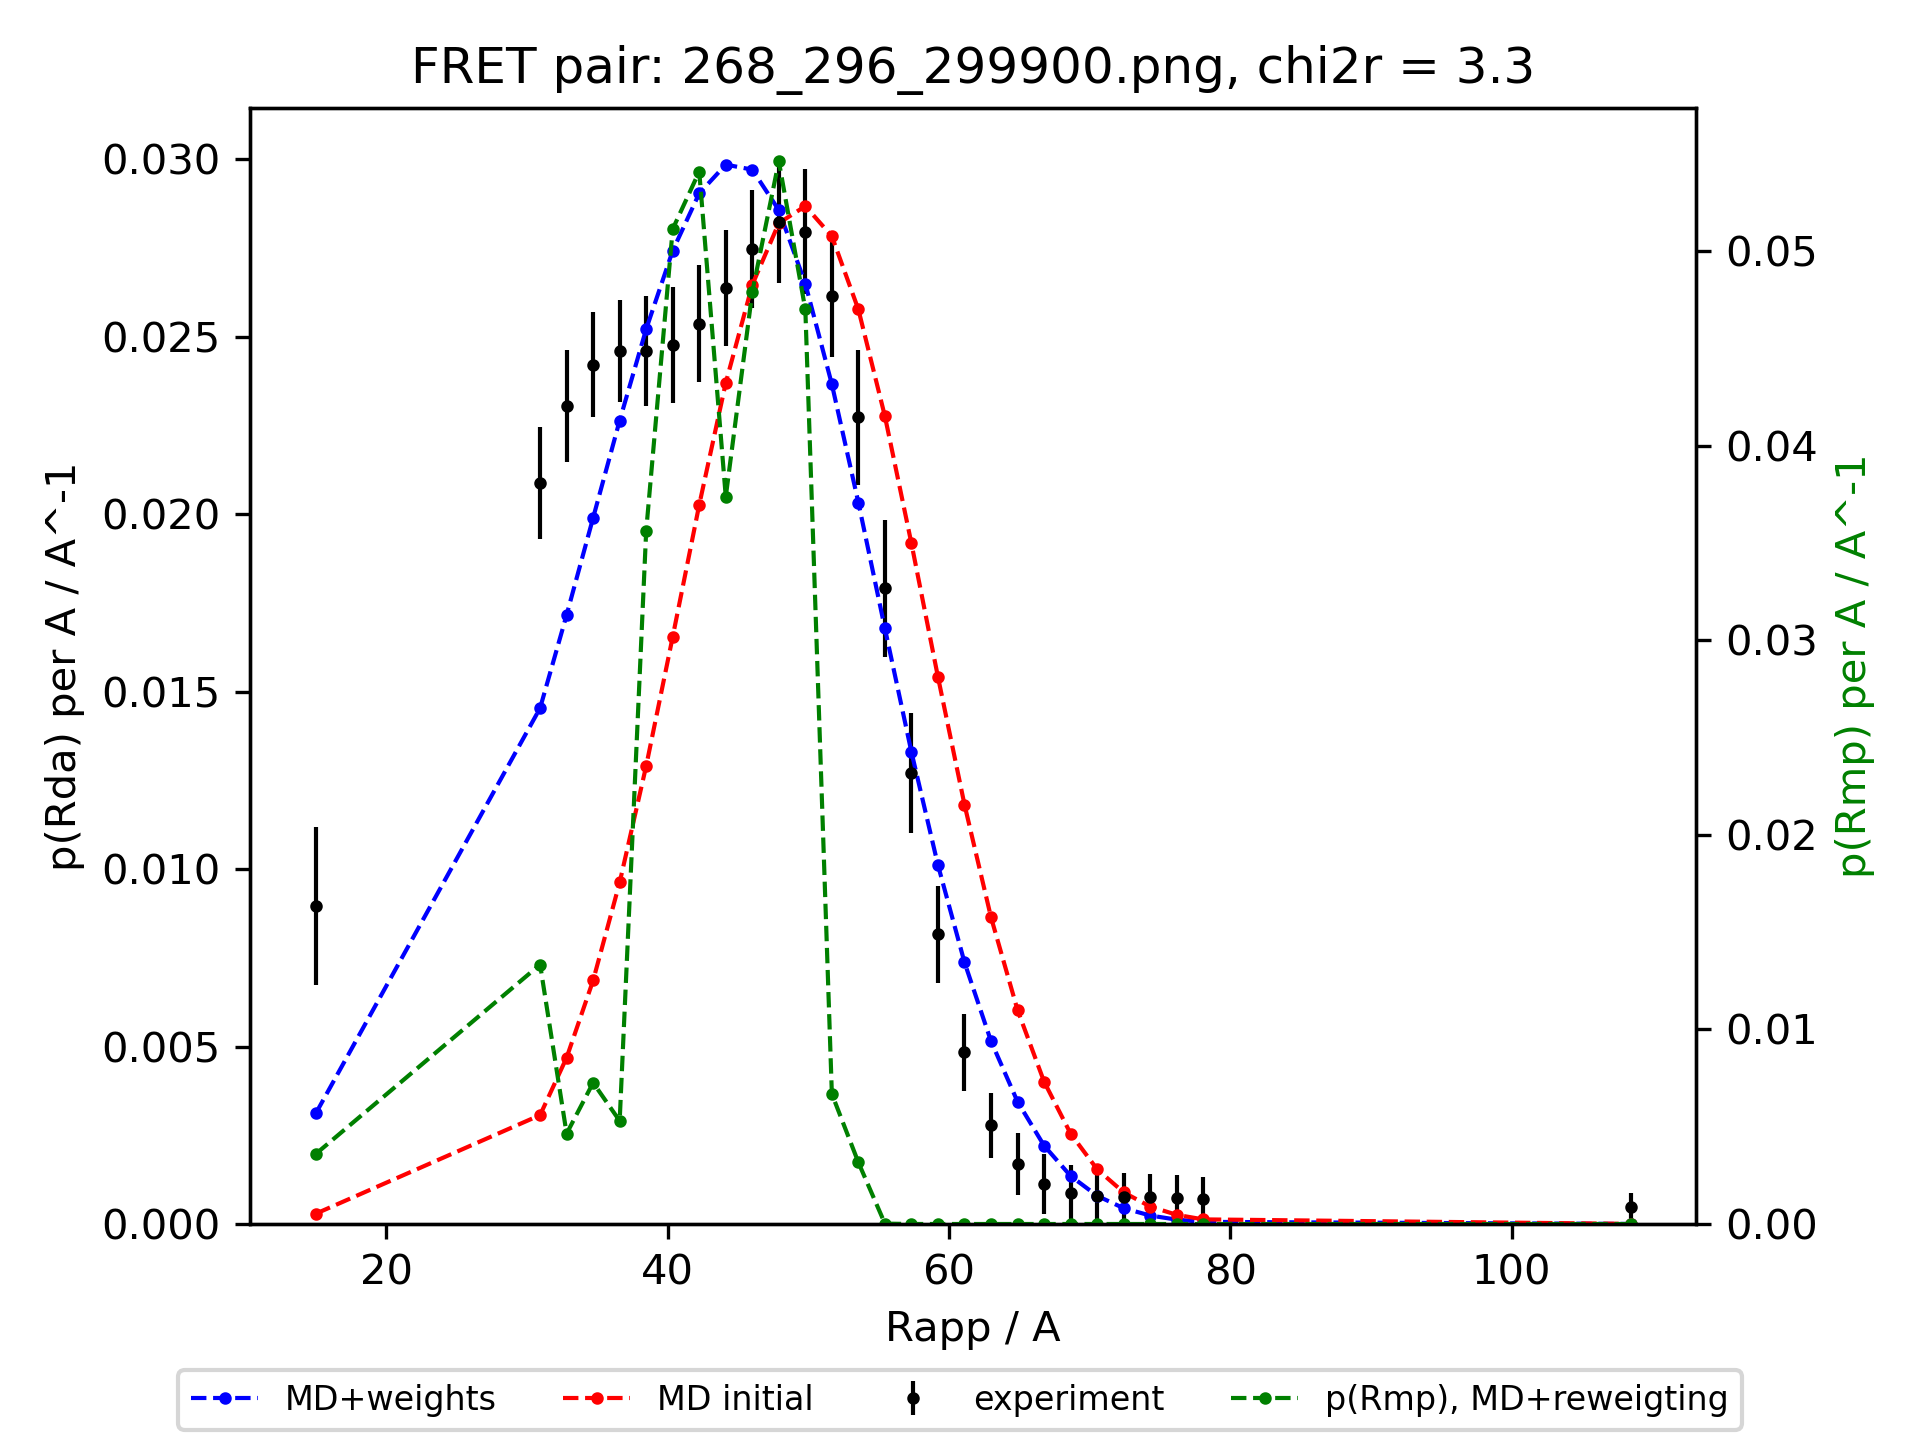 FRET pair: 268_296_299900.png, chi2r = 3.3
p(Rda) per A / A^-1
0.030
0.025
0.020
0.015
0.010
0.005
0.000
0.05
0.04
0.03
0.02
0.01
0.00
p(Rmp) per A / A^-1
20 40 60 80 100
Rapp / A
MD+weights MD initial experiment p(Rmp), MD+reweigting